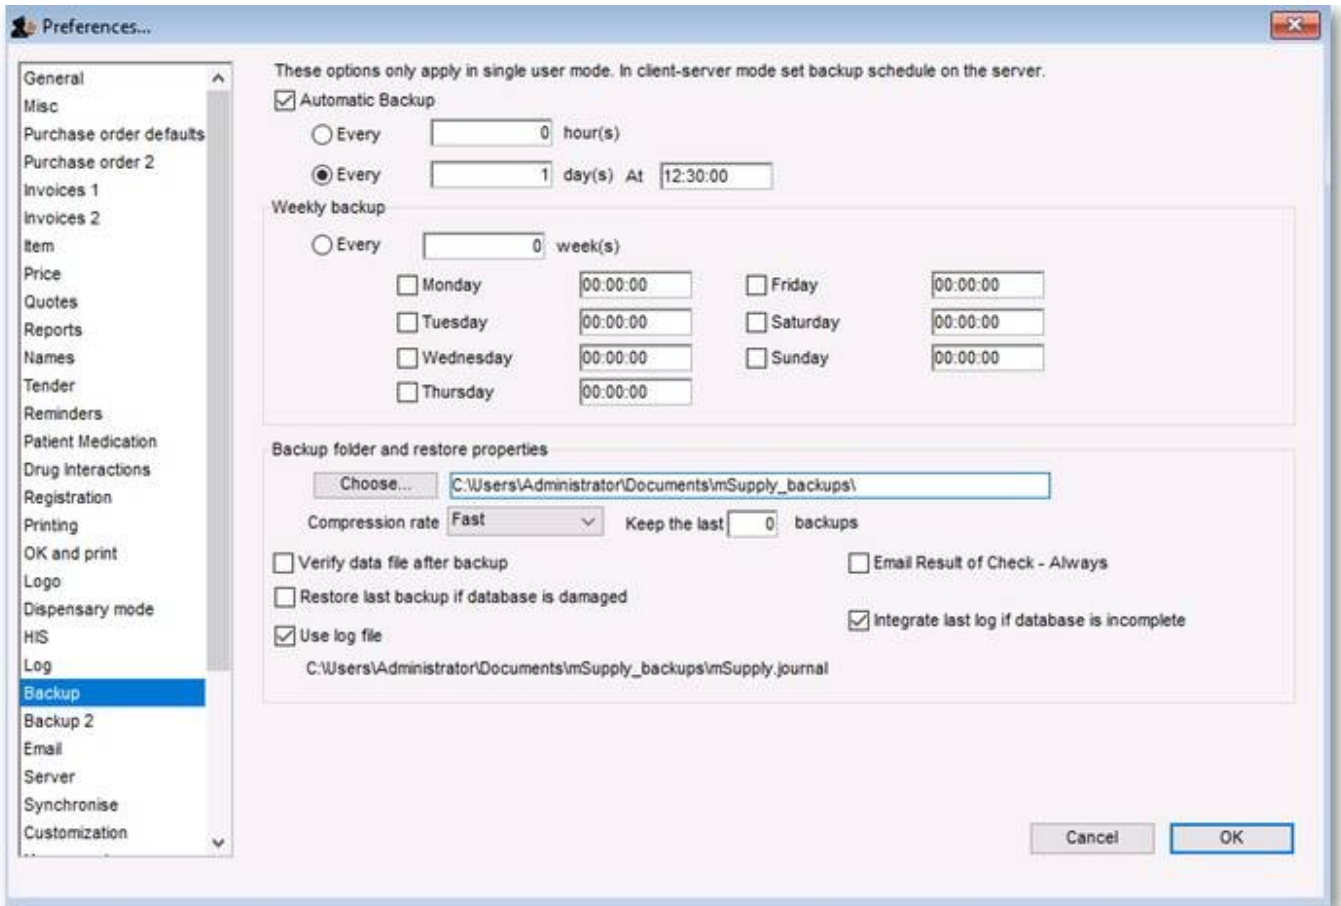 Preferences...
General
Misc
Purchase order defaults
Purchase order 2
Invoices 1
Invoices 2
Item
Price
Quotes
Reports
Names
Tender
Reminders
Patient Medication
Drug Interactions
Registration
Printing
OK and print
Logo
Dispensary mode
HIS
Log
Backup
Backup 2
Email
Server
Synchronise
Customization
These options only apply in single user mode. In client-server mode set backup schedule on the server.
Automatic Backup
Every 0 hour(s)
Every 1 day(s) At 12:30:00
Weekly backup
Every 0 week(s)
Monday 00:00:00 Friday 00:00:00
Tuesday 00:00:00 Saturday 00:00:00
Wednesday 00:00:00 Sunday 00:00:00
Thursday 00:00:00
Backup folder and restore properties
Choose... C:\Users\Administrator\Documents\mSupply_backups\
Compression rate Fast Keep the last 0 backups
Verify data file after backup Email Result of Check - Always
Restore last backup if database is damaged
Integrate last log if database is incomplete
Use log file
C:\Users\Administrator\Documents\mSupply_backups\mSupply.journal
Cancel OK